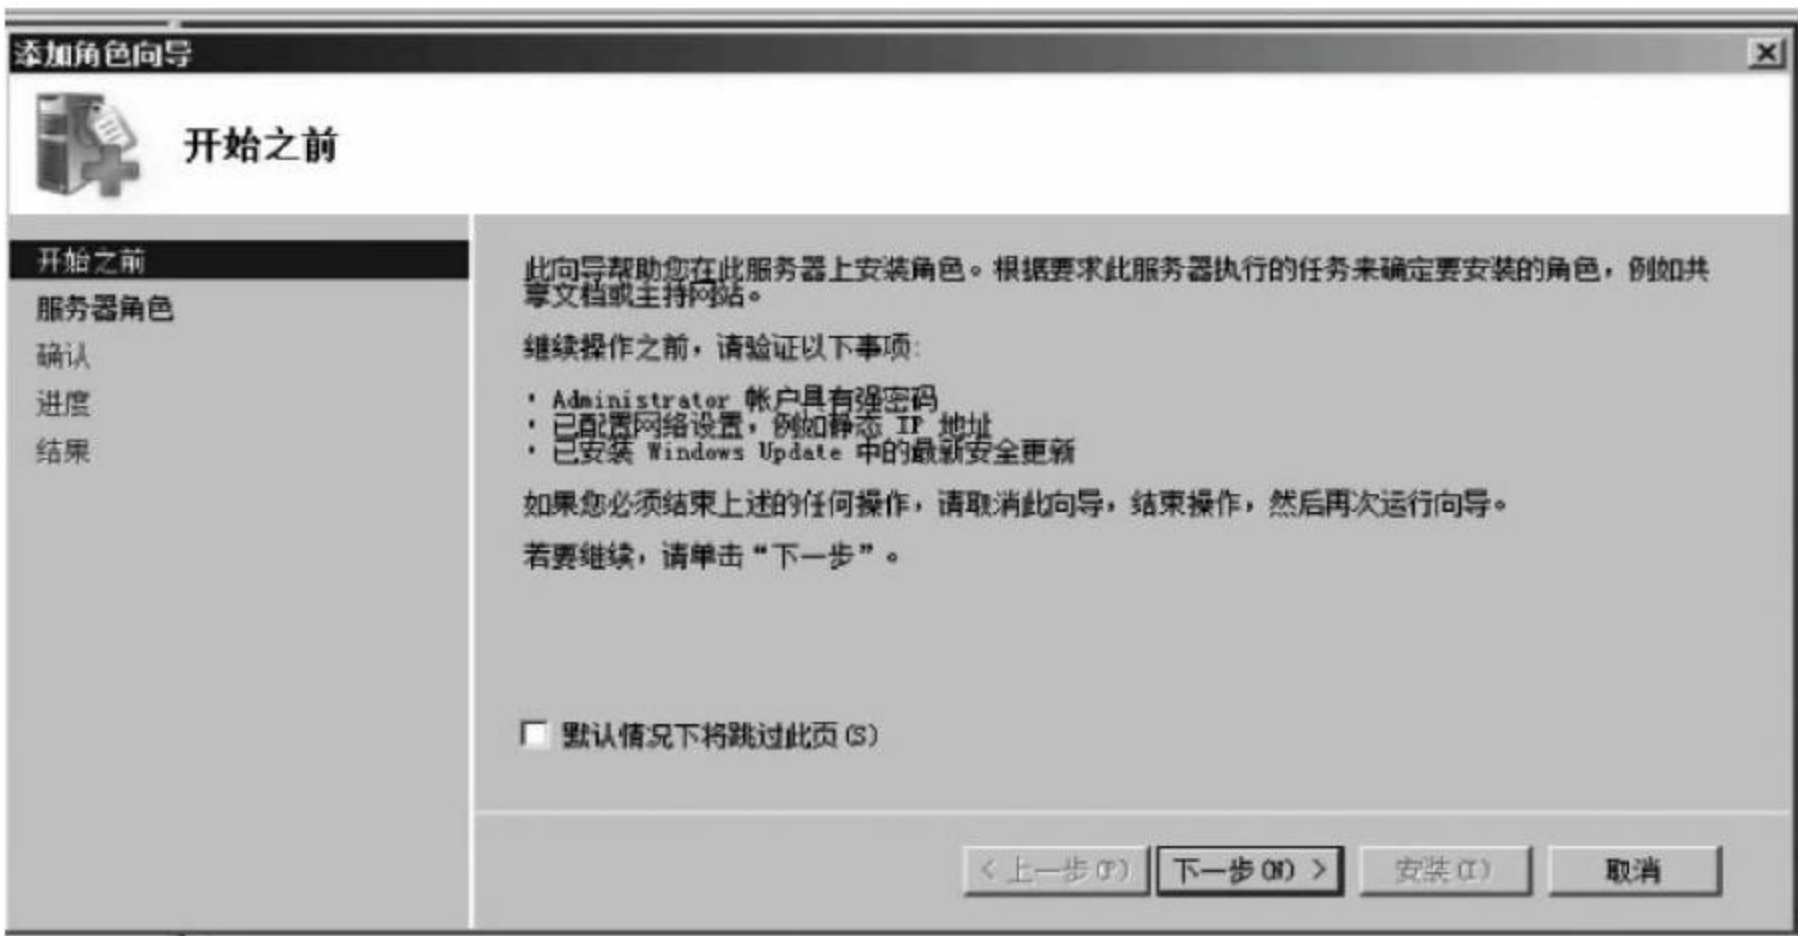 添加角色向导
开始之前
开始之前
服务器角色
确认
进度
结果
此向导帮助您在此服务器上安装角色。根据要求此服务器执行的任务来确定要安装的角色，例如共
享文档或主持网站。
继续操作之前，请验证以下事项:
· Administrator 帐户具有强密码
· 已配置网络设置，例如静态 IP 地址
· 已安装 Windows Update 中的最新安全更新
如果您必须结束上述的任何操作，请取消此向导，结束操作，然后再次运行向导。
若要继续，请单击“下一步”。
默认情况下将跳过此页(S)
< 上一步(P) 下一步(N) > 安装(I) 取消